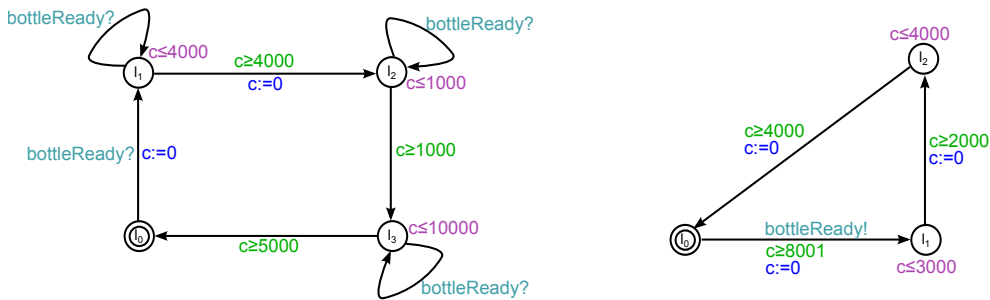 bottleReady?
c≤4000
l₁
c≥4000
c:=0
bottleReady?
l₂
c≤1000
bottleReady?
c:=0
c≥1000
l₀
c≥5000
l₃
c≤10000
bottleReady?
c≤4000
l₂
c≥4000
c:=0
c≥2000
c:=0
l₀
bottleReady!
c≥8001
c:=0
l₁
c≤3000